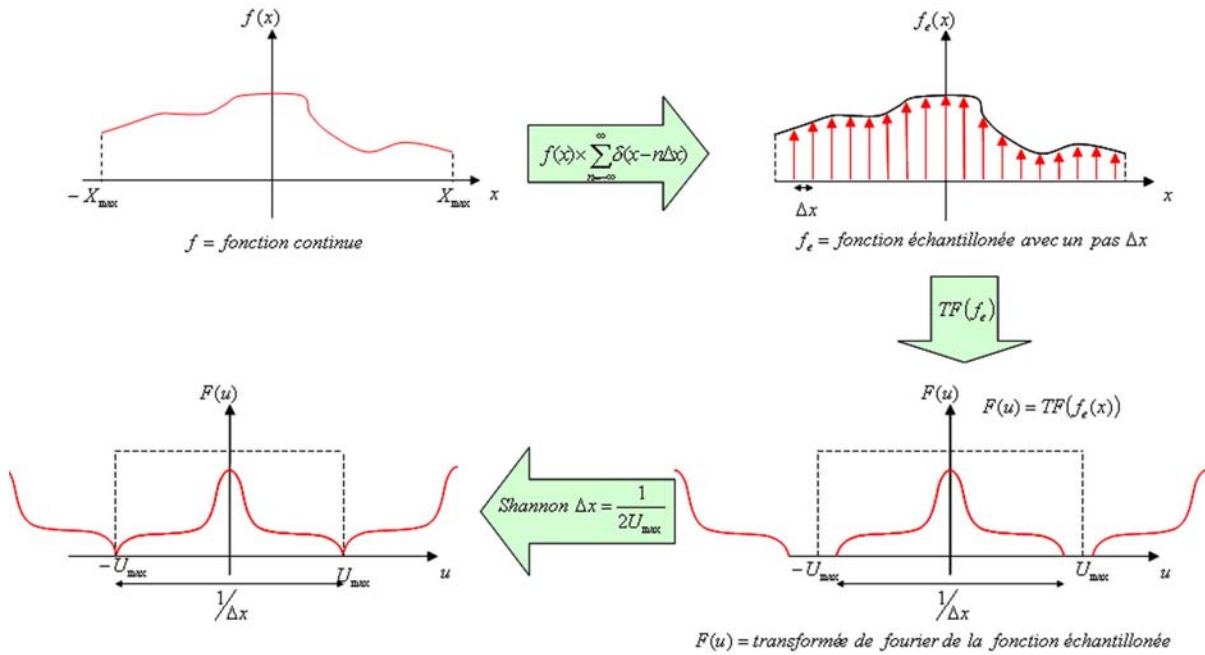 f(x)
- X_max
X_max
x
f = fonction continue
f(x)× ∑_{n=-∞}^{∞} δ(x-nΔx)
f_e(x)
Δx
x
f_e = fonction échantillonée avec un pas Δx
TF(f_e)
F(u)
F(u) = TF(f_e(x))
-U_max
U_max
u
1/Δx
F(u) = transformée de fourier de la fonction échantillonée
Shannon Δx = 1/2U_max
F(u)
-U_max
U_max
u
1/Δx